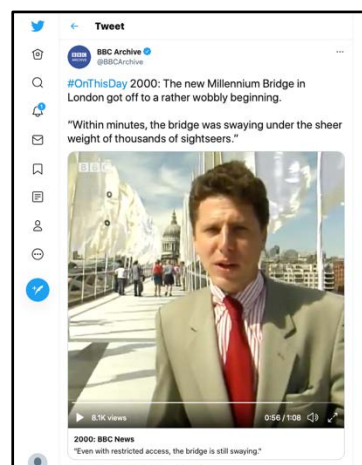 Tweet
BBC Archive
@BBCArchive
#OnThisDay 2000: The new Millennium Bridge in
London got off to a rather wobbly beginning.
“Within minutes, the bridge was swaying under the sheer
weight of thousands of sightseers.”
BBC
8.1K views
0:56 / 1:08
2000: BBC News
"Even with restricted access, the bridge is still swaying."